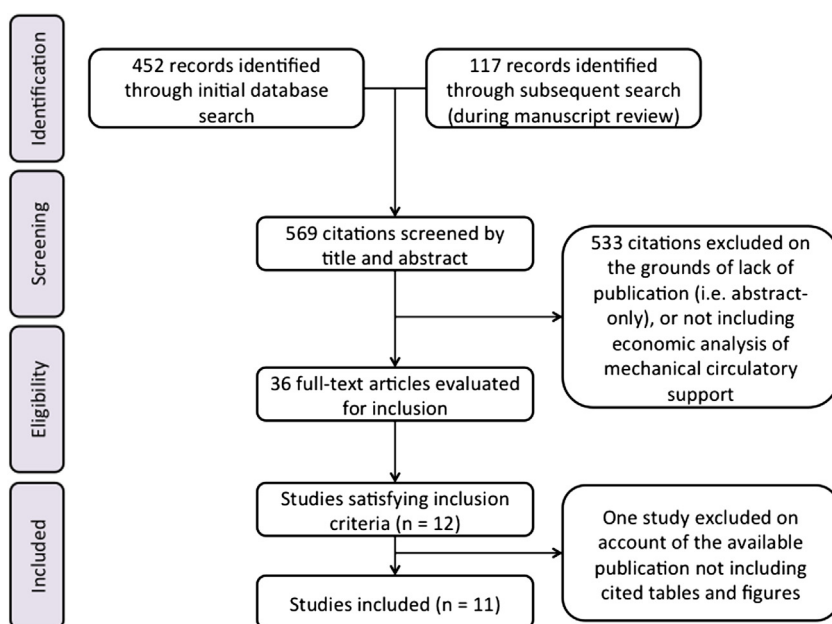 Identification
452 records identified
through initial database
search
117 records identified
through subsequent search
(during manuscript review)
Screening
569 citations screened by
title and abstract
533 citations excluded on
the grounds of lack of
publication (i.e. abstract-
only), or not including
economic analysis of
mechanical circulatory
support
Eligibility
36 full-text articles evaluated
for inclusion
Included
Studies satisfying inclusion
criteria (n = 12)
One study excluded on
account of the available
publication not including
cited tables and figures
Studies included (n = 11)